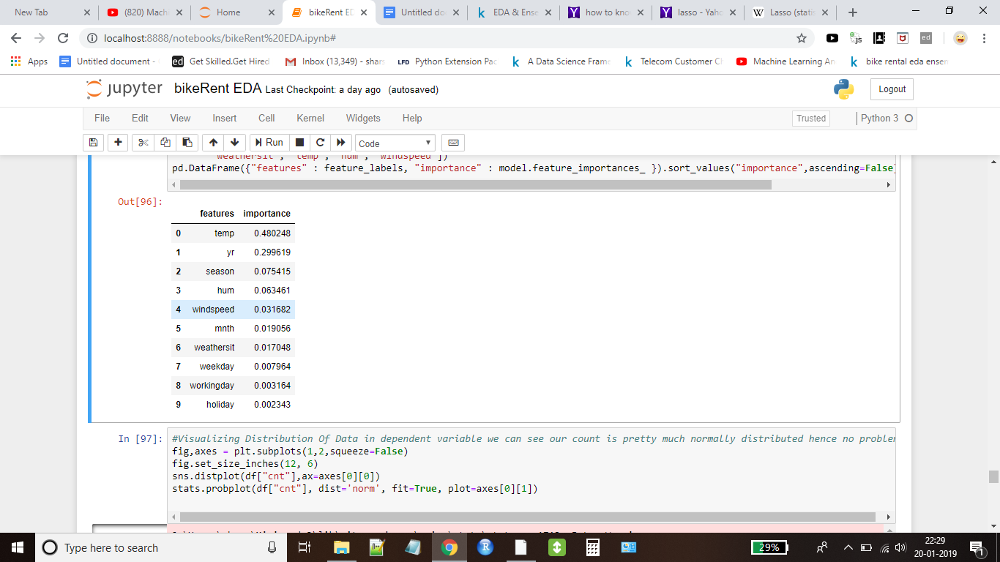 New Tab
(820) Mach
Home
bikeRent ED
Untitled do
EDA & Ense
how to kno
lasso - Yaho
Lasso (statis
localhost:8888/notebooks/bikeRent%20EDA.ipynb#
Apps
Untitled document -
Get Skilled.Get Hired
Inbox (13,349) - shars
Python Extension Pac
A Data Science Frame
Telecom Customer Ch
Machine Learning An
bike rental eda ensem
jupyter bikeRent EDA Last Checkpoint: a day ago (autosaved)
Logout
File Edit View Insert Cell Kernel Widgets Help
Trusted
Python 3
Run
Code
weathersit", "temp", "hum", "windspeed"])
pd.DataFrame({"features" : feature_labels, "importance" : model.feature_importances_ }).sort_values("importance",ascending=False)
Out[96]:
features importance
0 temp 0.480248
1 yr 0.299619
2 season 0.075415
3 hum 0.063461
4 windspeed 0.031682
5 mnth 0.019056
6 weathersit 0.017048
7 weekday 0.007964
8 workingday 0.003164
9 holiday 0.002343
In [97]:
#Visualizing Distribution Of Data in dependent variable we can see our count is pretty much normally distributed hence no problem
fig,axes = plt.subplots(1,2,squeeze=False)
fig.set_size_inches(12, 6)
sns.distplot(df["cnt"],ax=axes[0][0])
stats.probplot(df["cnt"], dist='norm', fit=True, plot=axes[0][1])
Type here to search
29%
22:29
20-01-2019
1